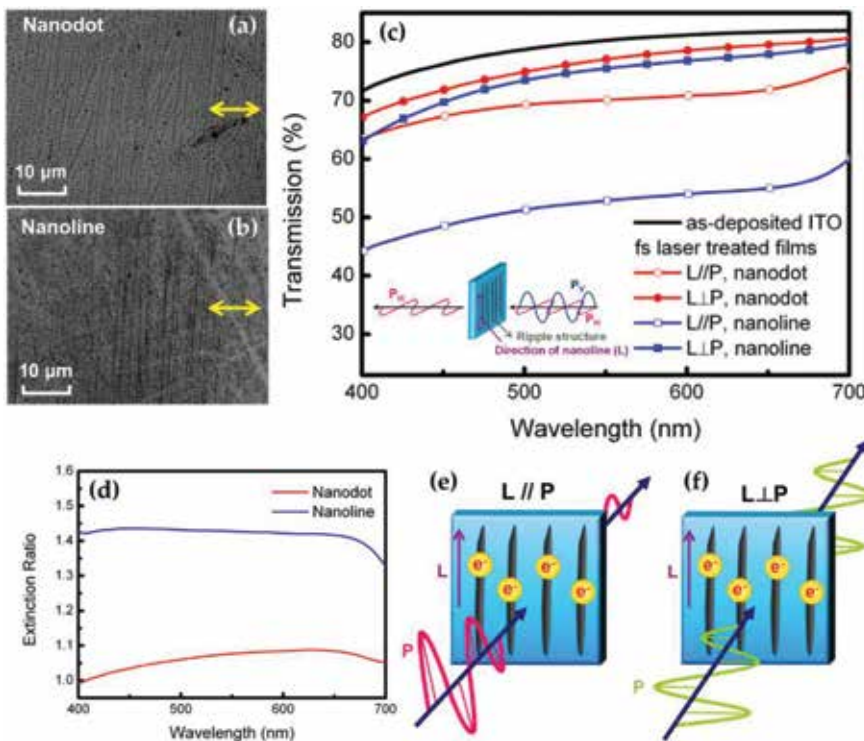 Nanodot (a)
10 μm
Nanoline (b)
10 μm
(c)
Transmission (%)
80
70
60
50
40
30
as-deposited ITO
fs laser treated films
L//P, nanodot
L⊥P, nanodot
L//P, nanoline
L⊥P, nanoline
P_H
P_V
P_H
Ripple structure
Direction of nanoline (L)
400 500 600 700
Wavelength (nm)
(d)
Extinction Ratio
1.6
1.5
1.4
1.3
1.2
1.1
1.0
Nanodot
Nanoline
400 500 600 700
Wavelength (nm)
(e)
L // P
L
e⁻ e⁻ e⁻ e⁻
P
(f)
L⊥P
L
e⁻ e⁻ e⁻ e⁻
P